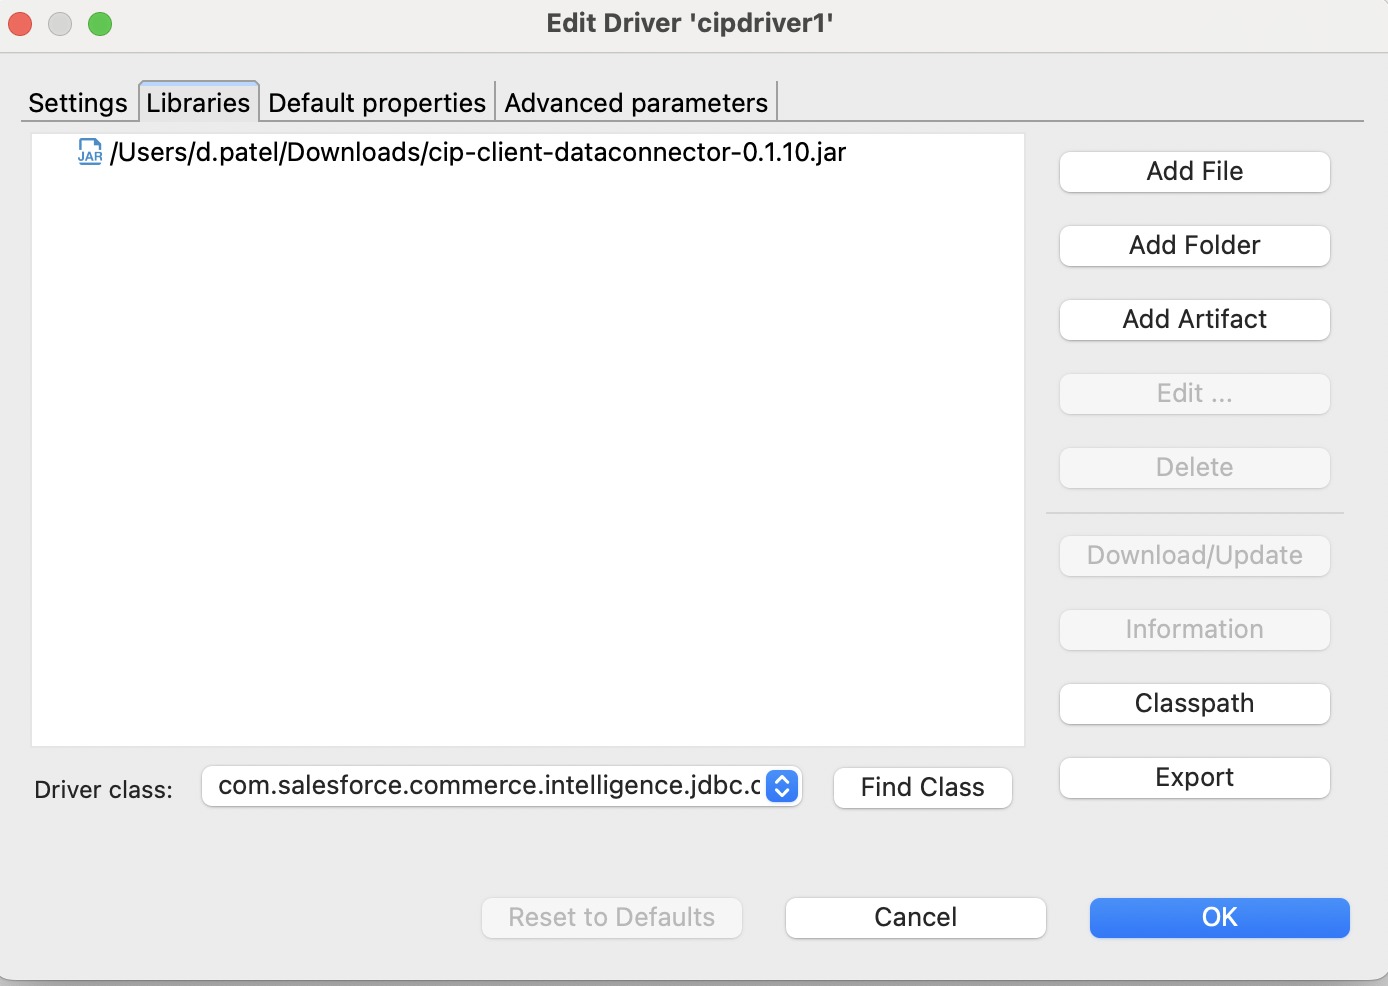 Edit Driver 'cipdriver1'
Settings Libraries Default properties Advanced parameters
JAR /Users/d.patel/Downloads/cip-client-dataconnector-0.1.10.jar
Add File
Add Folder
Add Artifact
Edit ...
Delete
Download/Update
Information
Classpath
Export
Driver class: com.salesforce.commerce.intelligence.jdbc.c Find Class
Reset to Defaults Cancel OK